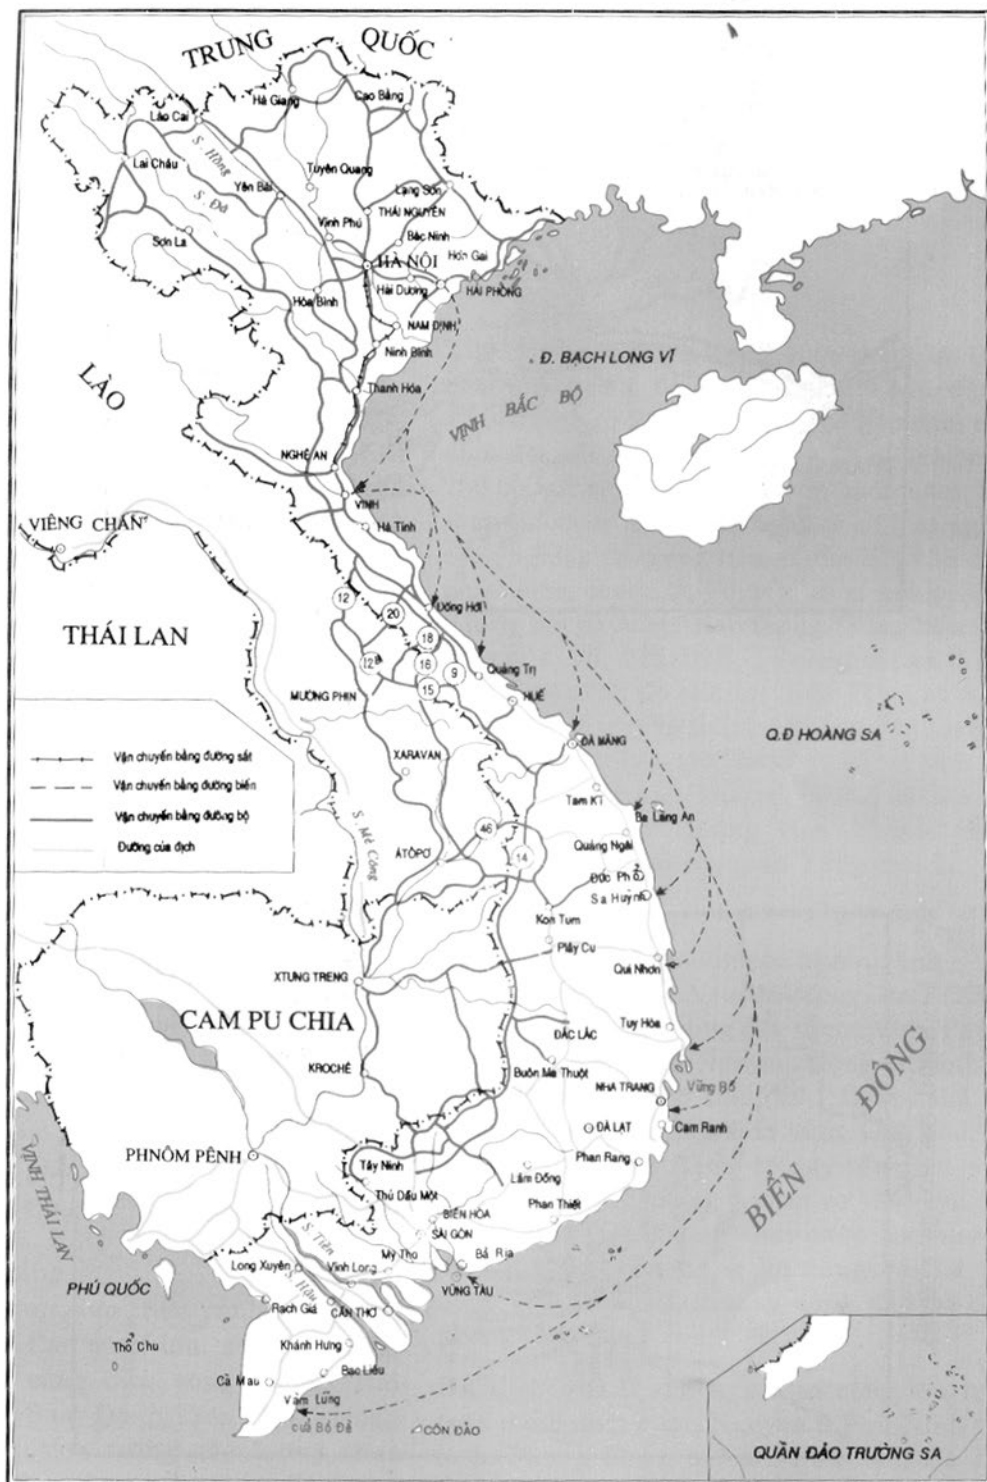 TRUNG QUỐC
Hà Giang
Cao Bằng
Lào Cai
S. Hồng
Lai Châu
Tuyên Quang
Yên Bái
Lạng Sơn
S. Đà
THÁI NGUYÊN
Vĩnh Phú
Bắc Ninh
Sơn La
Hòn Gai
HÀ NỘI
Hải Dương
HẢI PHÒNG
Hòa Bình
NAM ĐỊNH
Ninh Bình
Đ. BẠCH LONG VĨ
LÀO
Thanh Hóa
VỊNH BẮC BỘ
NGHỆ AN
VINH
VIÊNG CHĂN
Hà Tĩnh
12
20
Đồng Hới
THÁI LAN
18
12
16
9
Quảng Trị
15
MƯỜNG PHIN
HUẾ
Q.Đ HOÀNG SA
ĐÀ NẴNG
Vận chuyển bằng đường sắt
XARAVAN
Vận chuyển bằng đường biển
Tam Kì
Vận chuyển bằng đường bộ
S. Mê Công
Ba Làng An
46
Đường của địch
Quảng Ngãi
ÁTÔPƠ
14
Đức Phổ
Sa Huỳnh
Kon Tum
Plây Cu
XTUNG TRENG
Qui Nhơn
CAM PU CHIA
Tuy Hòa
ĐẮC LẮC
KROCHÊ
Buôn Ma Thuột
NHA TRANG
Vũng Rô
ĐÔNG
ĐÀ LẠT
Cam Ranh
PHNÔM PÊNH
Tây Ninh
Phan Rang
Lâm Đồng
BIỂN
VỊNH THÁI LAN
Thủ Dầu Một
Phan Thiết
BIÊN HÒA
S. Tiền
SÀI GÒN
Mỹ Tho
Bà Rịa
Long Xuyên
Vĩnh Long
PHÚ QUỐC
S. Hậu
VŨNG TÀU
Rạch Giá
CẦN THƠ
Thổ Chu
Khánh Hưng
Cà Mau
Bạc Liêu
Vàm Lũng
cửa Bồ Đề
CÔN ĐẢO
QUẦN ĐẢO TRƯỜNG SA